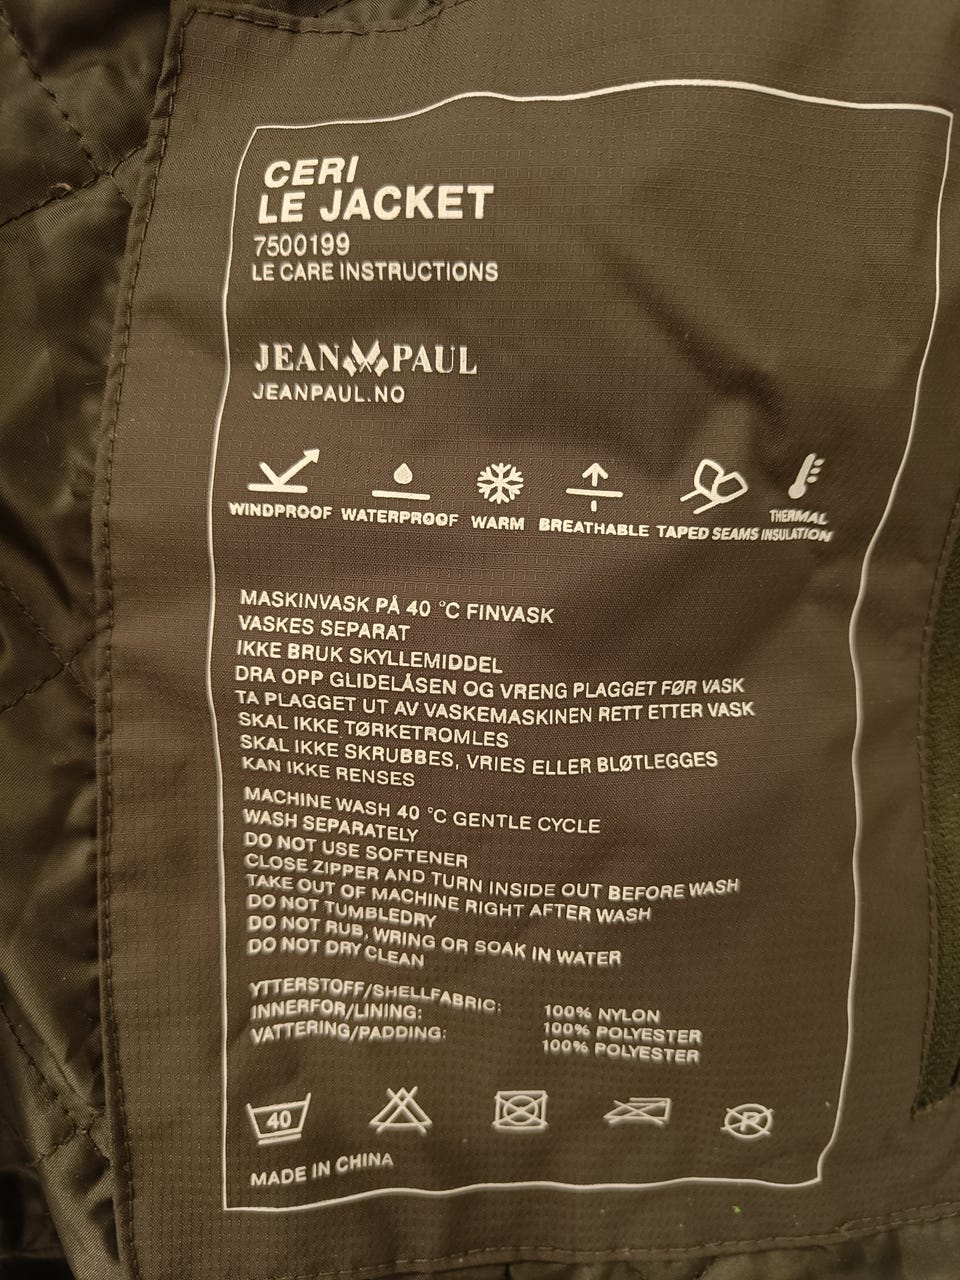 CERI
LE JACKET
7500199
LE CARE INSTRUCTIONS
JEAN PAUL
JEANPAUL.NO
WINDPROOF WATERPROOF WARM BREATHABLE TAPED SEAMS THERMAL INSULATION
MASKINVASK PÅ 40 °C FINVASK
VASKES SEPARAT
IKKE BRUK SKYLLEMIDDEL
DRA OPP GLIDELÅSEN OG VRENG PLAGGET FØR VASK
TA PLAGGET UT AV VASKEMASKINEN RETT ETTER VASK
SKAL IKKE TØRKETROMLES
SKAL IKKE SKRUBBES, VRIES ELLER BLØTLEGGES
KAN IKKE RENSES
MACHINE WASH 40 °C GENTLE CYCLE
WASH SEPARATELY
DO NOT USE SOFTENER
CLOSE ZIPPER AND TURN INSIDE OUT BEFORE WASH
TAKE OUT OF MACHINE RIGHT AFTER WASH
DO NOT TUMBLEDRY
DO NOT RUB, WRING OR SOAK IN WATER
DO NOT DRY CLEAN
YTTERSTOFF/SHELLFABRIC: 100% NYLON
INNERFOR/LINING: 100% POLYESTER
VATTERING/PADDING: 100% POLYESTER
40 P
MADE IN CHINA